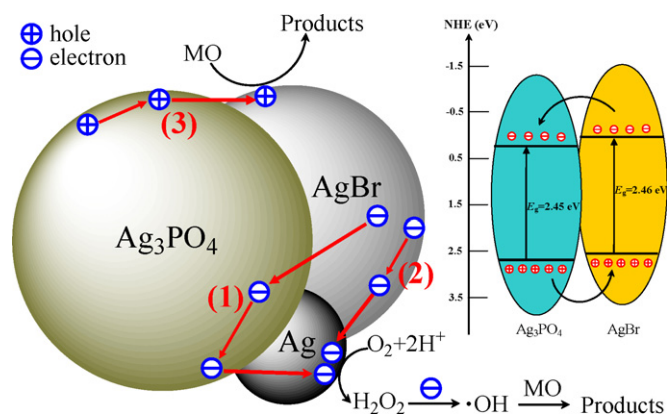 ⊕ hole
⊖ electron
MO
Products
(3)
Ag₃PO₄
AgBr
(1)
(2)
Ag
O₂+2H⁺
H₂O₂
⊖
·OH
MO
Products
NHE (eV)
-1.5
-0.5
0.5
1.5
2.5
3.5
Eg=2.45 eV
Eg=2.46 eV
Ag₃PO₄
AgBr